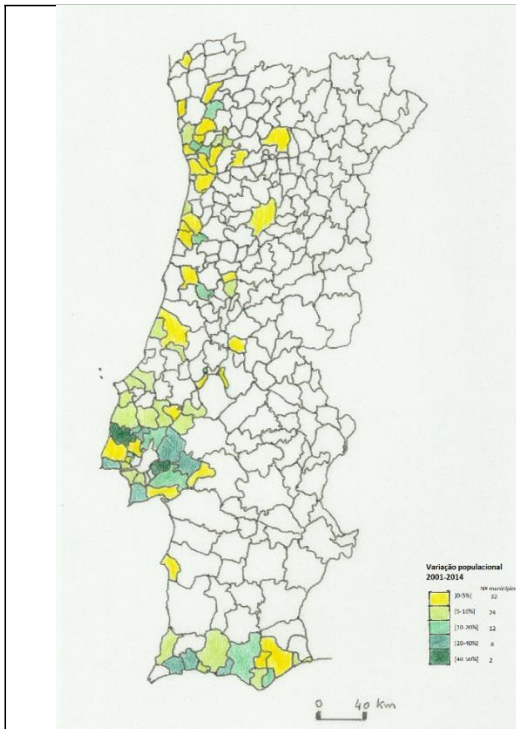 Variação populacional
2001-2014
Nº municípios
]0-5%] 32
]5-10%] 24
]10-20%] 12
]20-40%] 8
]40-50%] 2
0 40 km